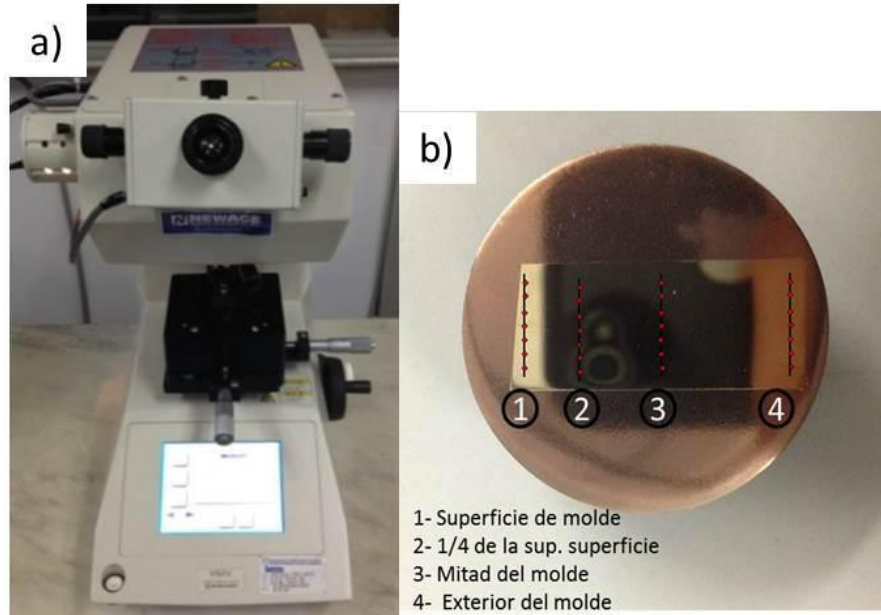 a)
NEWAGE
b)
1 2 3 4
1- Superficie de molde
2- 1/4 de la sup. superficie
3- Mitad del molde
4- Exterior del molde